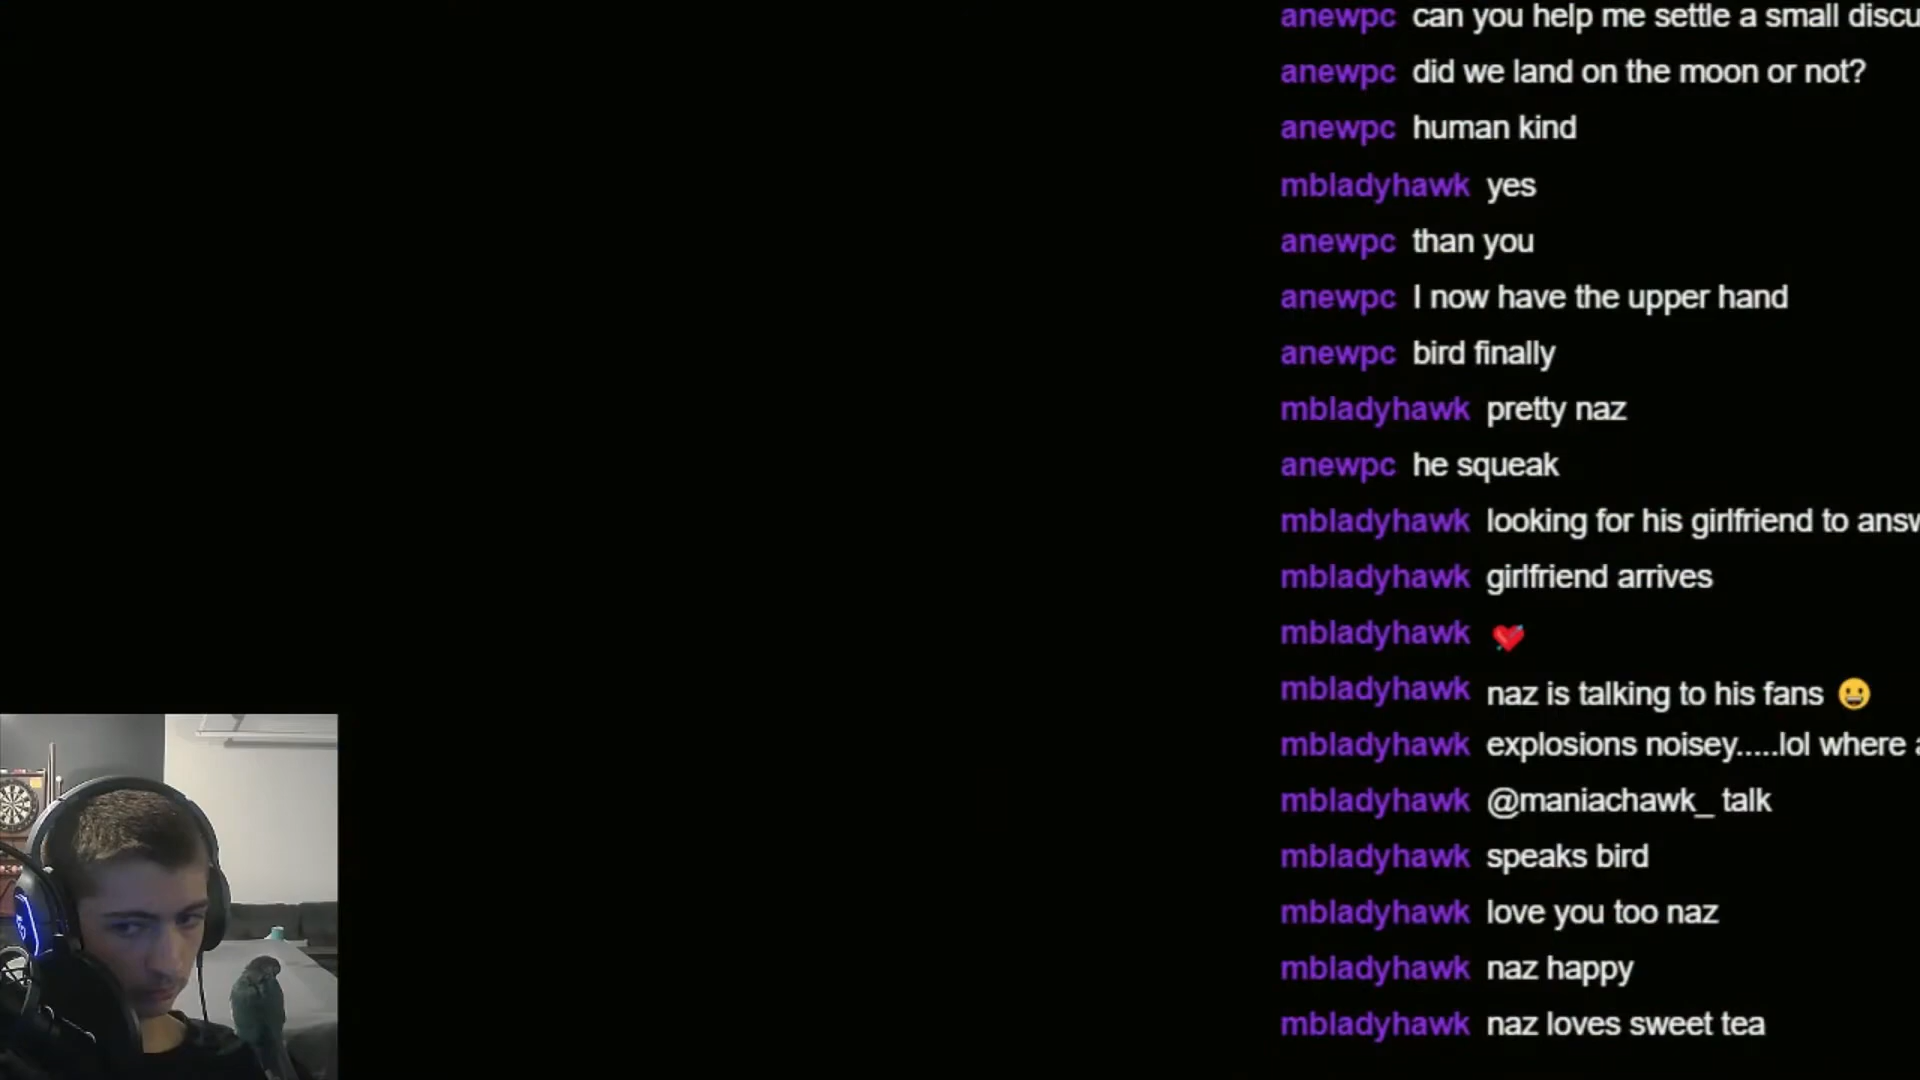 anewpc can you help me settle a small
anewpc did we land on the moon or not?
anewpc human kind
mbladyhawk yes
anewpc than you
anewpc I now have the upper hand
anewpc bird finally
mbladyhawk pretty naz
anewpc he squeak
mbladyhawk looking for his girlfriend to
mbladyhawk girlfriend arrives
mbladyhawk 💘
mbladyhawk naz is talking to his fans 😀
mbladyhawk explosions noisey.....lol where
mbladyhawk @maniachawk_ talk
mbladyhawk speaks bird
mbladyhawk love you too naz
mbladyhawk naz happy
mbladyhawk naz loves sweet tea